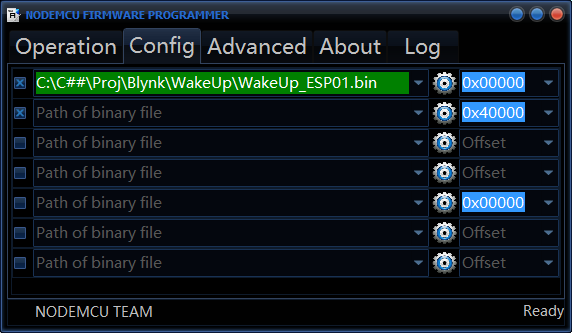 NODEMCU FIRMWARE PROGRAMMER
Operation Config Advanced About Log
C:\C##\Proj\Blynk\WakeUp\WakeUp_ESP01.bin 0x00000
Path of binary file 0x40000
Path of binary file Offset
Path of binary file Offset
Path of binary file 0x00000
Path of binary file Offset
Path of binary file Offset
NODEMCU TEAM Ready